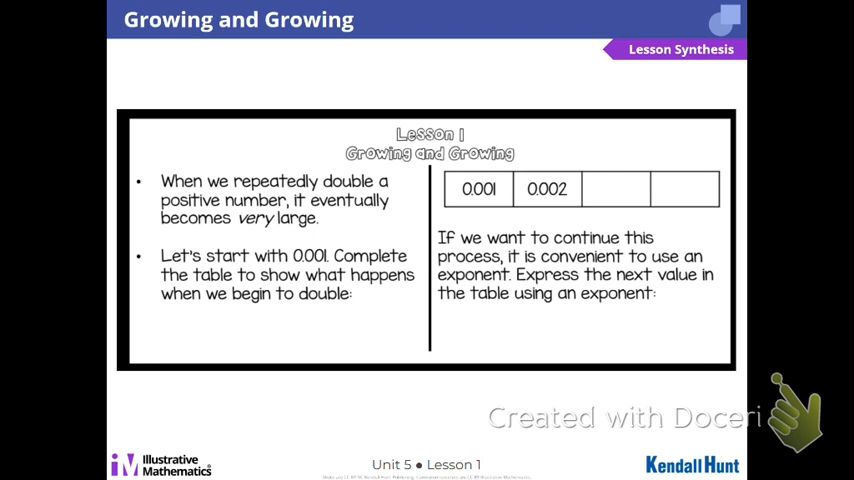 Growing and Growing
Lesson Synthesis
Lesson 1
Growing and Growing
• When we repeatedly double a
positive number, it eventually
becomes very large.
• Let's start with 0.001. Complete
the table to show what happens
when we begin to double:
0.001 0.002
If we want to continue this
process, it is convenient to use an
exponent. Express the next value in
the table using an exponent:
Created with Doceri
Illustrative
Mathematics®
Unit 5 ● Lesson 1
Kendall Hunt